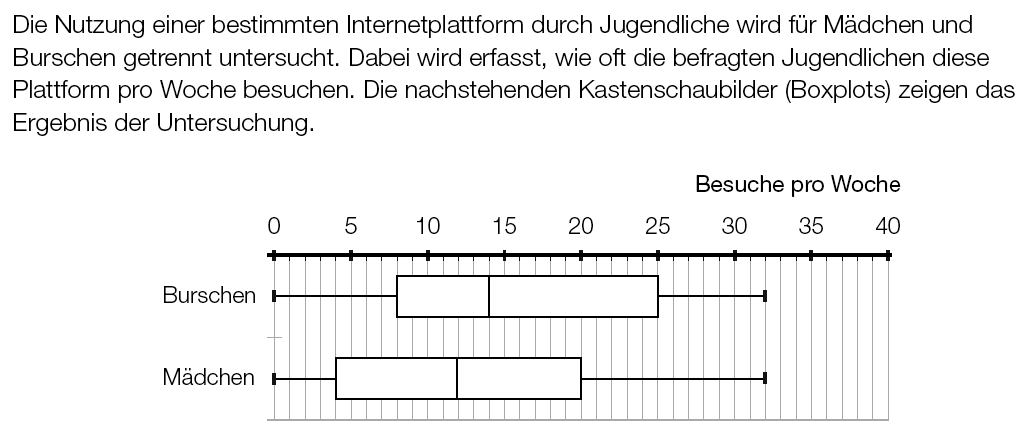 Die Nutzung einer bestimmten Internetplattform durch Jugendliche wird für Mädchen und
Burschen getrennt untersucht. Dabei wird erfasst, wie oft die befragten Jugendlichen diese
Plattform pro Woche besuchen. Die nachstehenden Kastenschaubilder (Boxplots) zeigen das
Ergebnis der Untersuchung.
Besuche pro Woche
0 5 10 15 20 25 30 35 40
Burschen
Mädchen